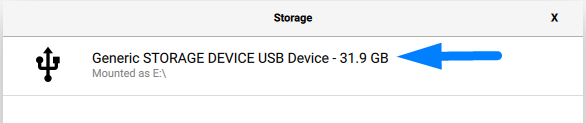 Storage
X
Generic STORAGE DEVICE USB Device - 31.9 GB
Mounted as E:\